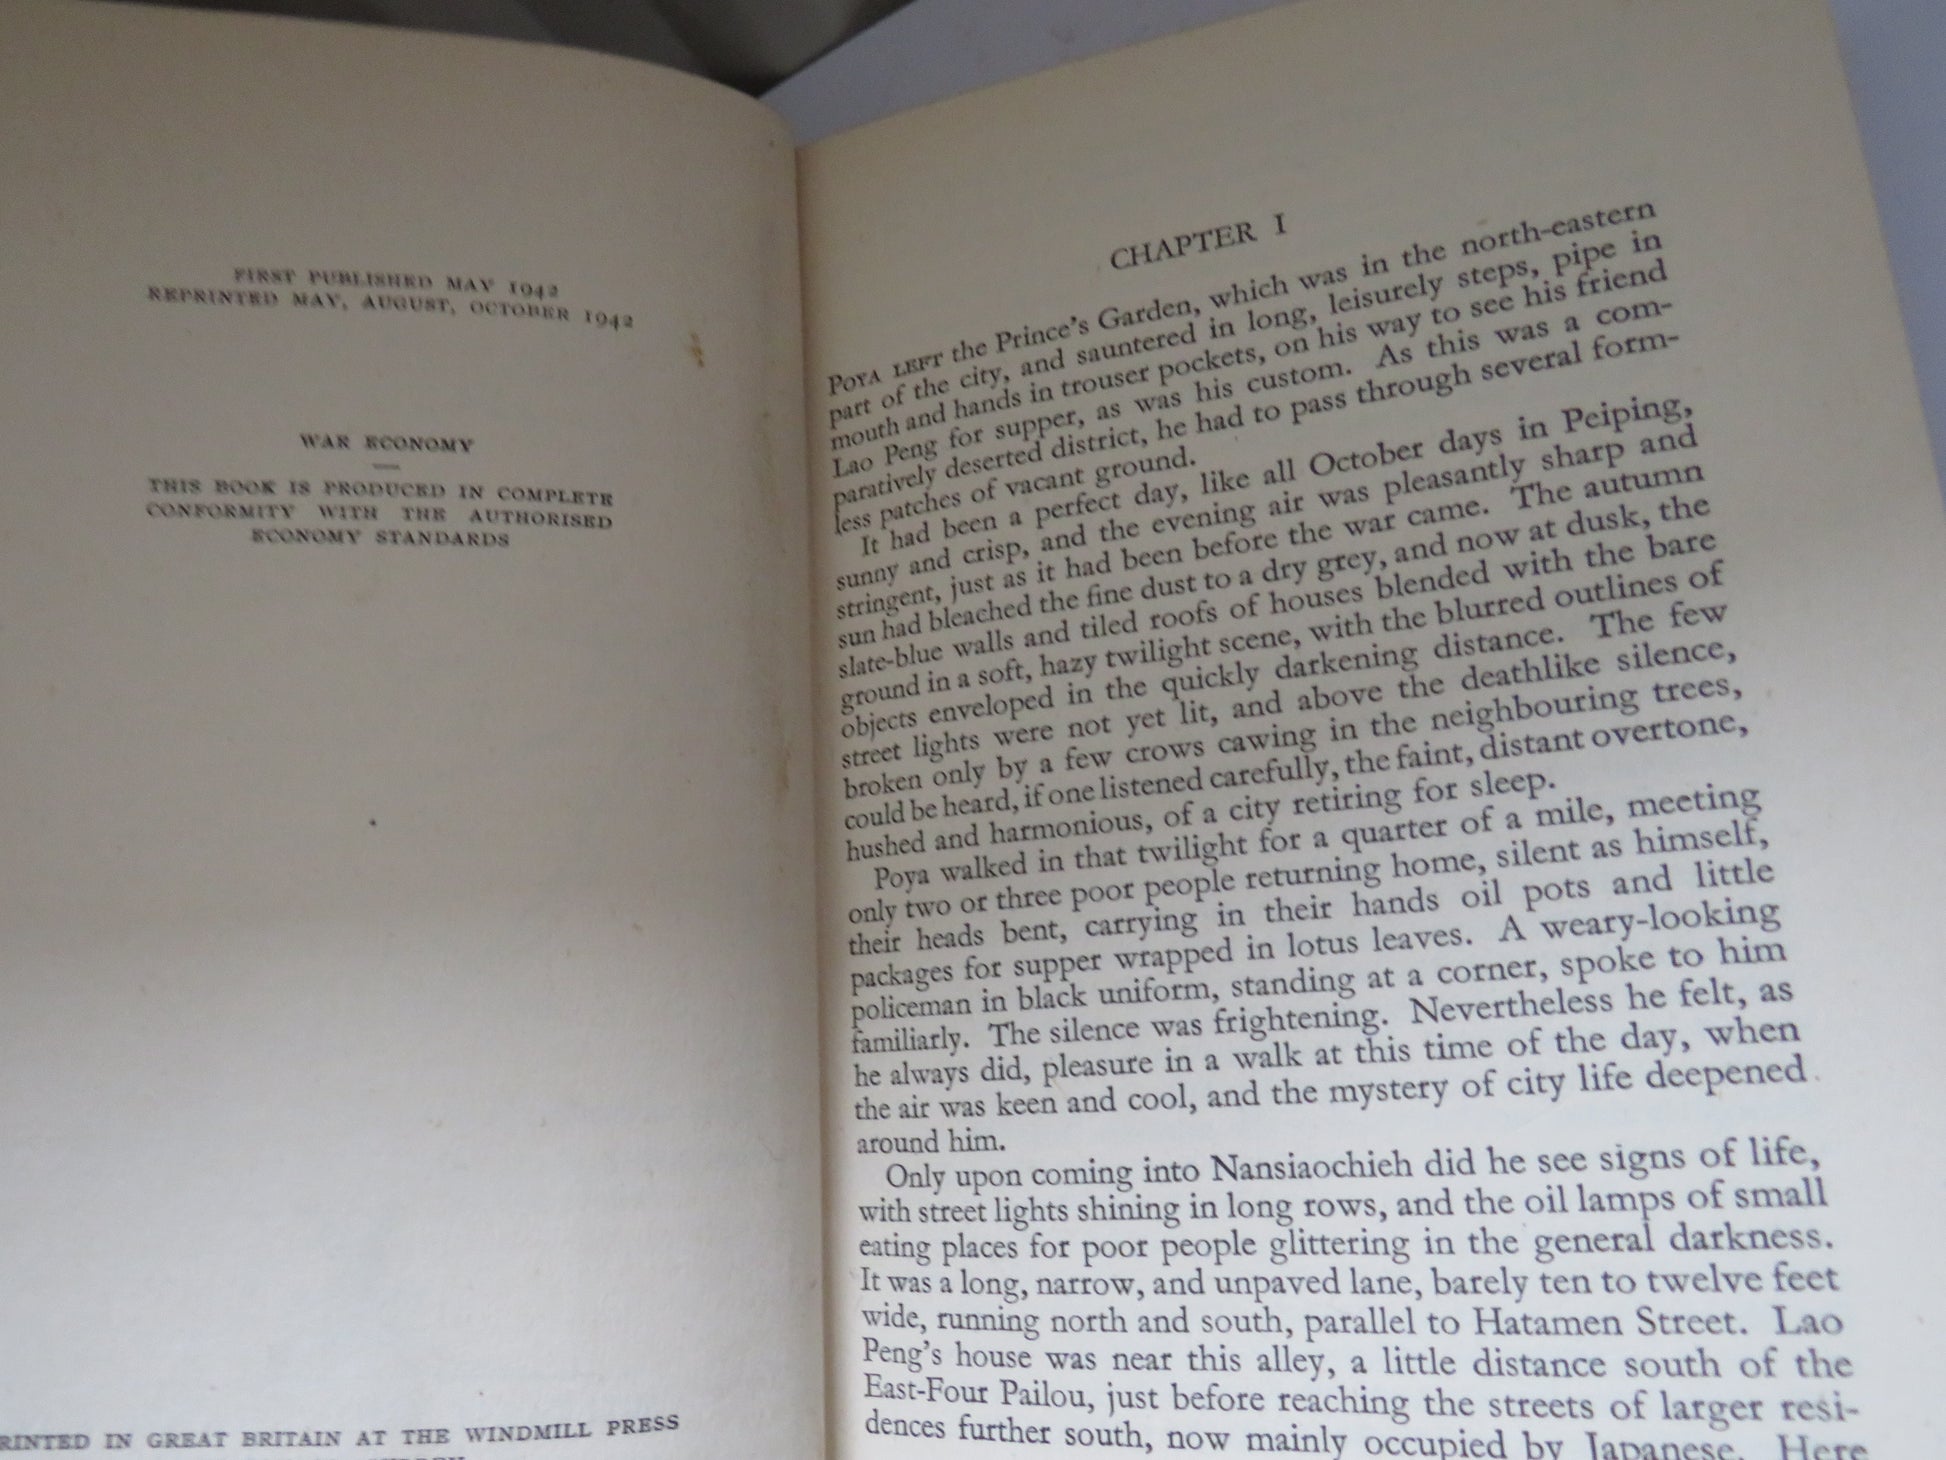 FIRST PUBLISHED MAY 1942
REPRINTED MAY, AUGUST, OCTOBER 1942
WAR ECONOMY
THIS BOOK IS PRODUCED IN COMPLETE
CONFORMITY WITH THE AUTHORISED
ECONOMY STANDARDS
RINTED IN GREAT BRITAIN AT THE WINDMILL PRESS
CHAPTER I
POYA LEFT the Prince's Garden, which was in the north-eastern
part of the city, and sauntered in long, leisurely steps, pipe in
mouth and hands in trouser pockets, on his way to see his friend
Lao Peng for supper, as was his custom. As this was a com-
paratively deserted district, he had to pass through several form-
less patches of vacant ground.
It had been a perfect day, like all October days in Peiping,
sunny and crisp, and the evening air was pleasantly sharp and
stringent, just as it had been before the war came. The autumn
sun had bleached the fine dust to a dry grey, and now at dusk, the
slate-blue walls and tiled roofs of houses blended with the bare
ground in a soft, hazy twilight scene, with the blurred outlines of
objects enveloped in the quickly darkening distance. The few
street lights were not yet lit, and above the deathlike silence,
broken only by a few crows cawing in the neighbouring trees,
could be heard, if one listened carefully, the faint, distant overtone,
hushed and harmonious, of a city retiring for sleep.
Poya walked in that twilight for a quarter of a mile, meeting
only two or three poor people returning home, silent as himself,
their heads bent, carrying in their hands oil pots and little
packages for supper wrapped in lotus leaves. A weary-looking
policeman in black uniform, standing at a corner, spoke to him
familiarly. The silence was frightening. Nevertheless he felt, as
he always did, pleasure in a walk at this time of the day, when
the air was keen and cool, and the mystery of city life deepened
around him.
Only upon coming into Nansiaochieh did he see signs of life,
with street lights shining in long rows, and the oil lamps of small
eating places for poor people glittering in the general darkness.
It was a long, narrow, and unpaved lane, barely ten to twelve feet
wide, running north and south, parallel to Hatamen Street. Lao
Peng's house was near this alley, a little distance south of the
East-Four Pailou, just before reaching the streets of larger resi-
dences further south, now mainly occupied by Japanese. Here